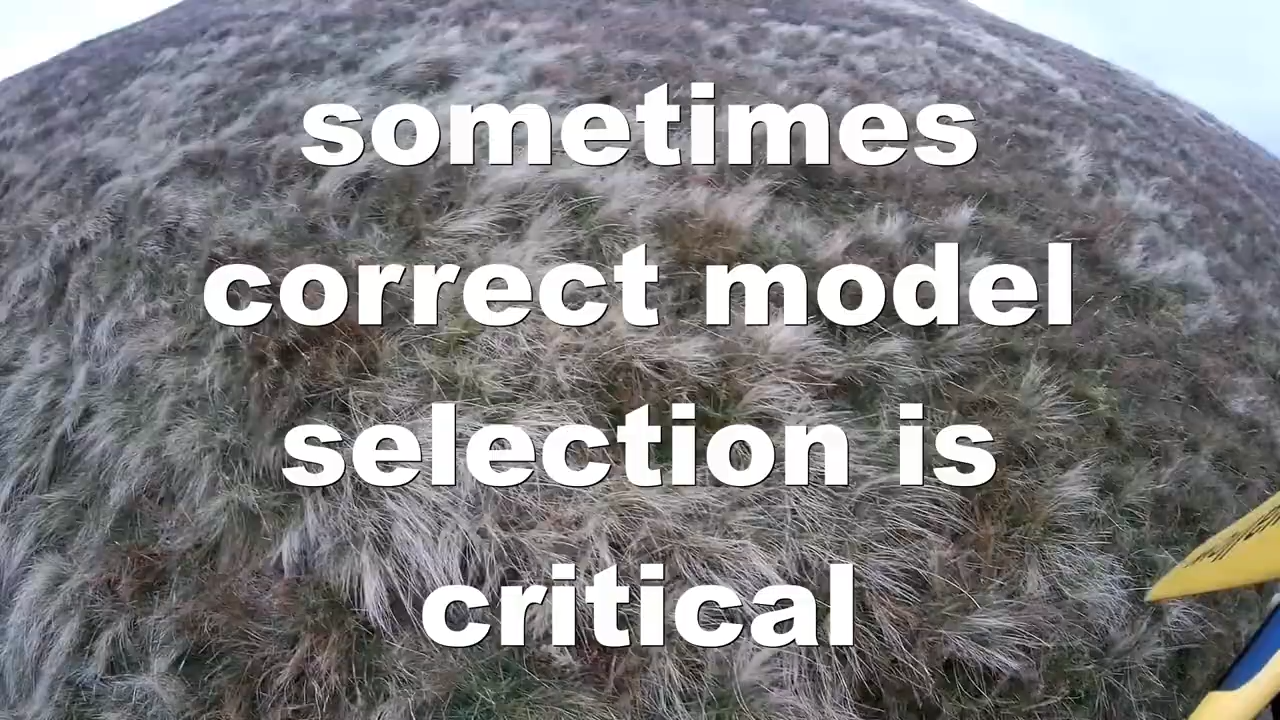 sometimes
correct model
selection is
critical